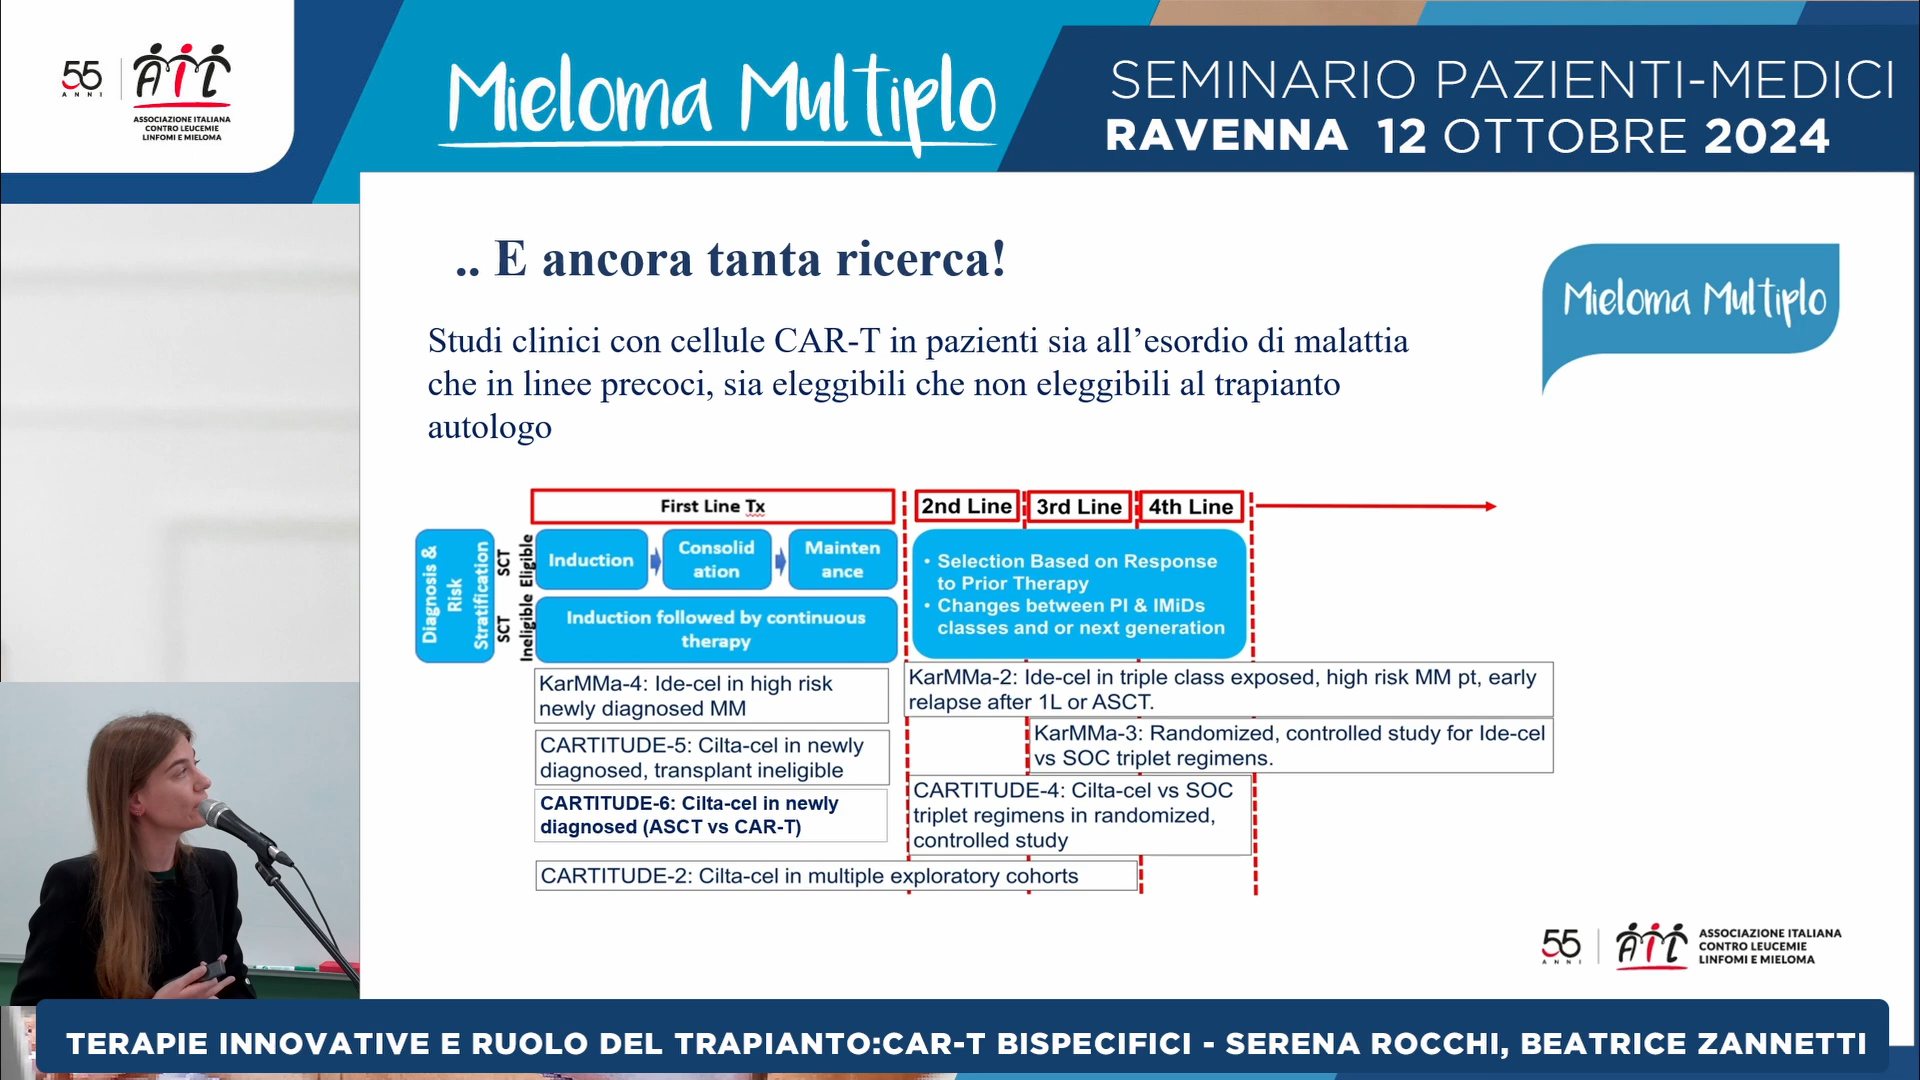 55
ANNI
AIL
ASSOCIAZIONE ITALIANA
CONTRO LEUCEMIE
LINFOMI E MIELOMA
Mieloma Multiplo
SEMINARIO PAZIENTI-MEDICI
RAVENNA 12 OTTOBRE 2024
.. E ancora tanta ricerca!
Mieloma Multiplo
Studi clinici con cellule CAR-T in pazienti sia all’esordio di malattia
che in linee precoci, sia eleggibili che non eleggibili al trapianto
autologo
First Line Tx
2nd Line
3rd Line
4th Line
Diagnosis &
Risk
Stratification
SCT
Eligible
SCT
Ineligible
Induction
Consolid
ation
Mainten
ance
Induction followed by continuous
therapy
• Selection Based on Response
to Prior Therapy
• Changes between PI & IMiDs
classes and or next generation
KarMMa-4: Ide-cel in high risk
newly diagnosed MM
KarMMa-2: Ide-cel in triple class exposed, high risk MM pt, early
relapse after 1L or ASCT.
KarMMa-3: Randomized, controlled study for Ide-cel
vs SOC triplet regimens.
CARTITUDE-5: Cilta-cel in newly
diagnosed, transplant ineligible
CARTITUDE-4: Cilta-cel vs SOC
triplet regimens in randomized,
controlled study
CARTITUDE-6: Cilta-cel in newly
diagnosed (ASCT vs CAR-T)
CARTITUDE-2: Cilta-cel in multiple exploratory cohorts
55
ANNI
AIL
ASSOCIAZIONE ITALIANA
CONTRO LEUCEMIE
LINFOMI E MIELOMA
TERAPIE INNOVATIVE E RUOLO DEL TRAPIANTO:CAR-T BISPECIFICI - SERENA ROCCHI, BEATRICE ZANNETTI